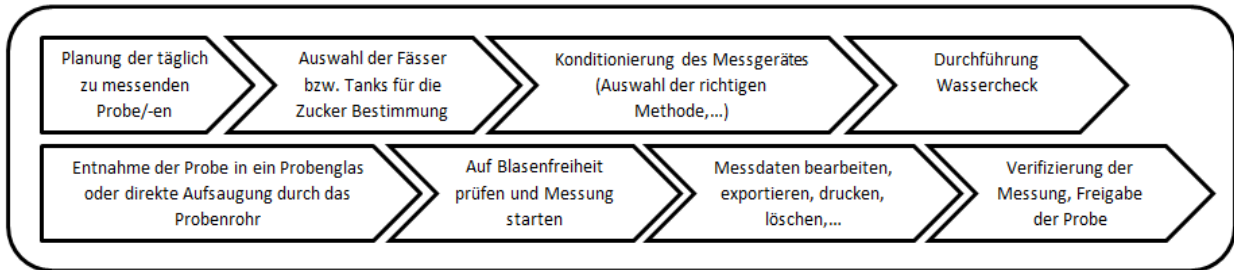 Planung der täglich
zu messenden
Probe/-en
Auswahl der Fässer
bzw. Tanks für die
Zucker Bestimmung
Konditionierung des Messgerätes
(Auswahl der richtigen
Methode,...)
Durchführung
Wassercheck
Entnahme der Probe in ein Probenglas
oder direkte Aufsaugung durch das
Probenrohr
Auf Blasenfreiheit
prüfen und Messung
starten
Messdaten bearbeiten,
exportieren, drucken,
löschen,...
Verifizierung der
Messung, Freigabe
der Probe